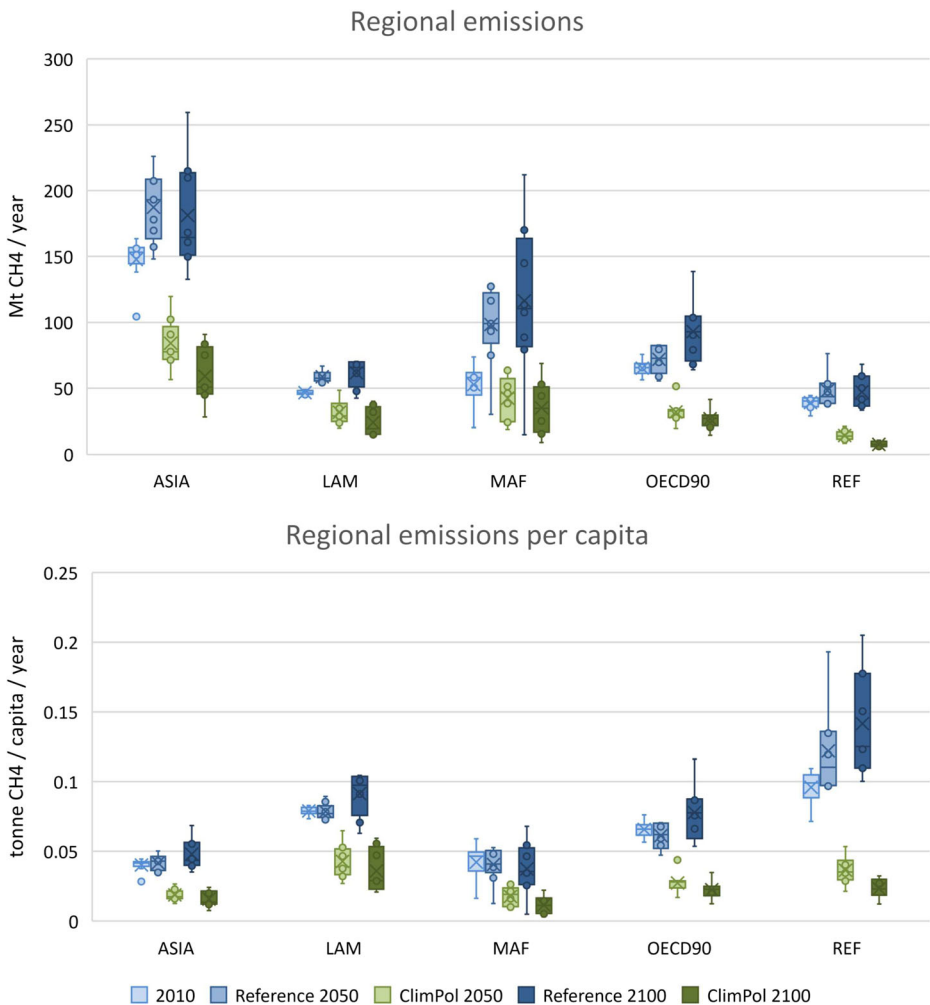 Regional emissions
Mt CH4 / year
300
250
200
150
100
50
0
ASIA LAM MAF OECD90 REF
Regional emissions per capita
tonne CH4 / capita / year
0.25
0.2
0.15
0.1
0.05
0
ASIA LAM MAF OECD90 REF
2010 Reference 2050 ClimPol 2050 Reference 2100 ClimPol 2100